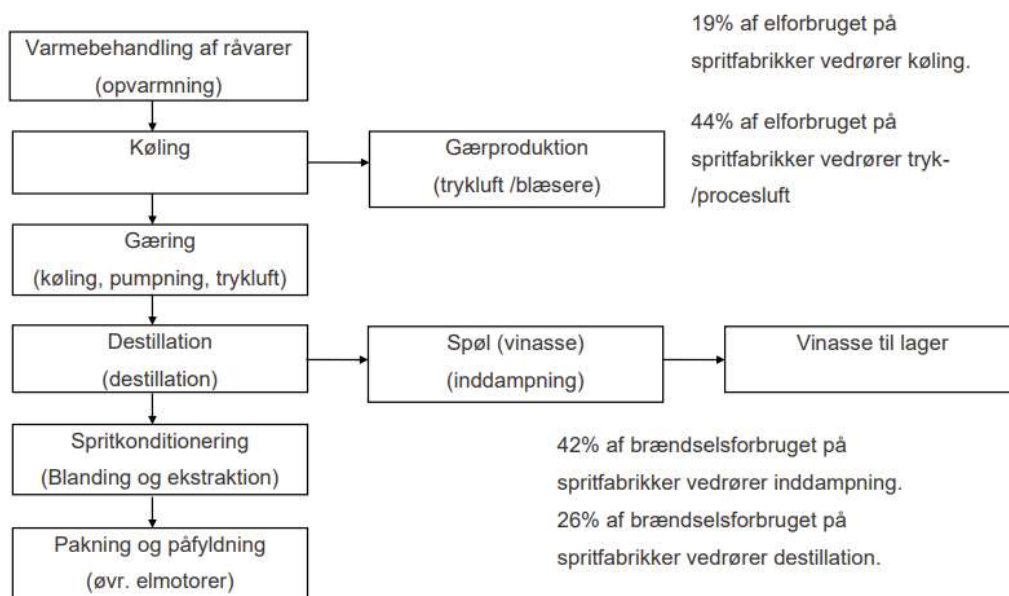 Varmebehandling af råvarer
(opvarmning)
19% af elforbruget på
spritfabrikker vedrører køling.
Køling
Gærproduktion
(trykluft /blæsere)
44% af elforbruget på
spritfabrikker vedrører tryk-
/procesluft
Gæring
(køling, pumpning, trykluft)
Destillation
(destillation)
Spøl (vinasse)
(inddampning)
Vinasse til lager
Spritkonditionering
(Blanding og ekstraktion)
42% af brændselsforbruget på
spritfabrikker vedrører inddampning.
26% af brændselsforbruget på
spritfabrikker vedrører destillation.
Pakning og påfyldning
(øvr. elmotorer)